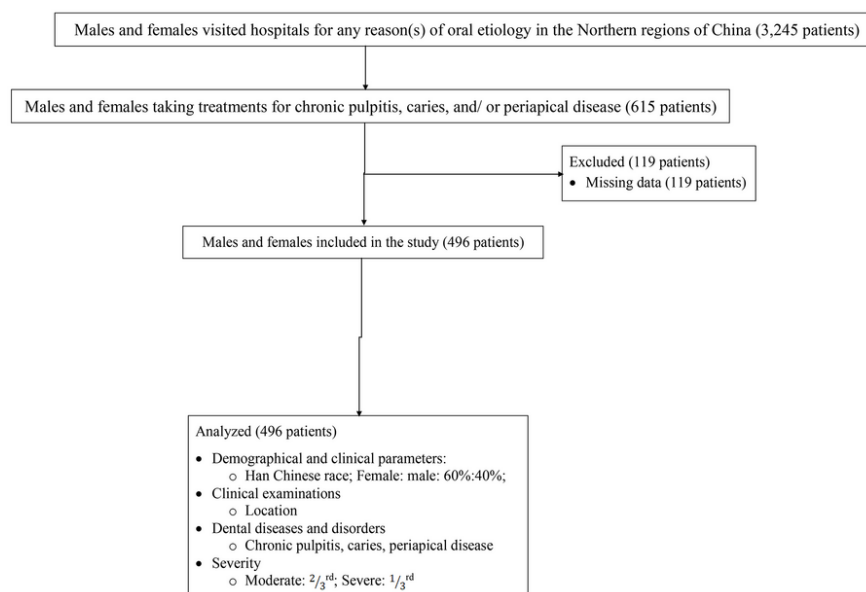 Males and females visited hospitals for any reason(s) of oral etiology in the Northern regions of China (3,245 patients)
Males and females taking treatments for chronic pulpitis, caries, and/ or periapical disease (615 patients)
Excluded (119 patients)
• Missing data (119 patients)
Males and females included in the study (496 patients)
Analyzed (496 patients)
• Demographical and clinical parameters:
o Han Chinese race; Female: male: 60%:40%;
• Clinical examinations
o Location
• Dental diseases and disorders
o Chronic pulpitis, caries, periapical disease
• Severity
o Moderate: 2/3rd; Severe: 1/3rd